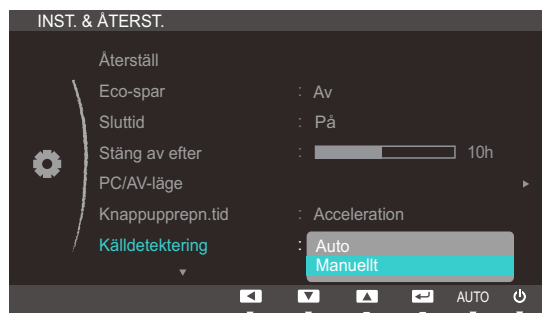 INST. & ÅTERST.
Återställ
Eco-spar : Av
Sluttid : På
Stäng av efter : 10h
PC/AV-läge
Knappupprepn.tid : Acceleration
Källdetektering : Auto
Manuellt
AUTO